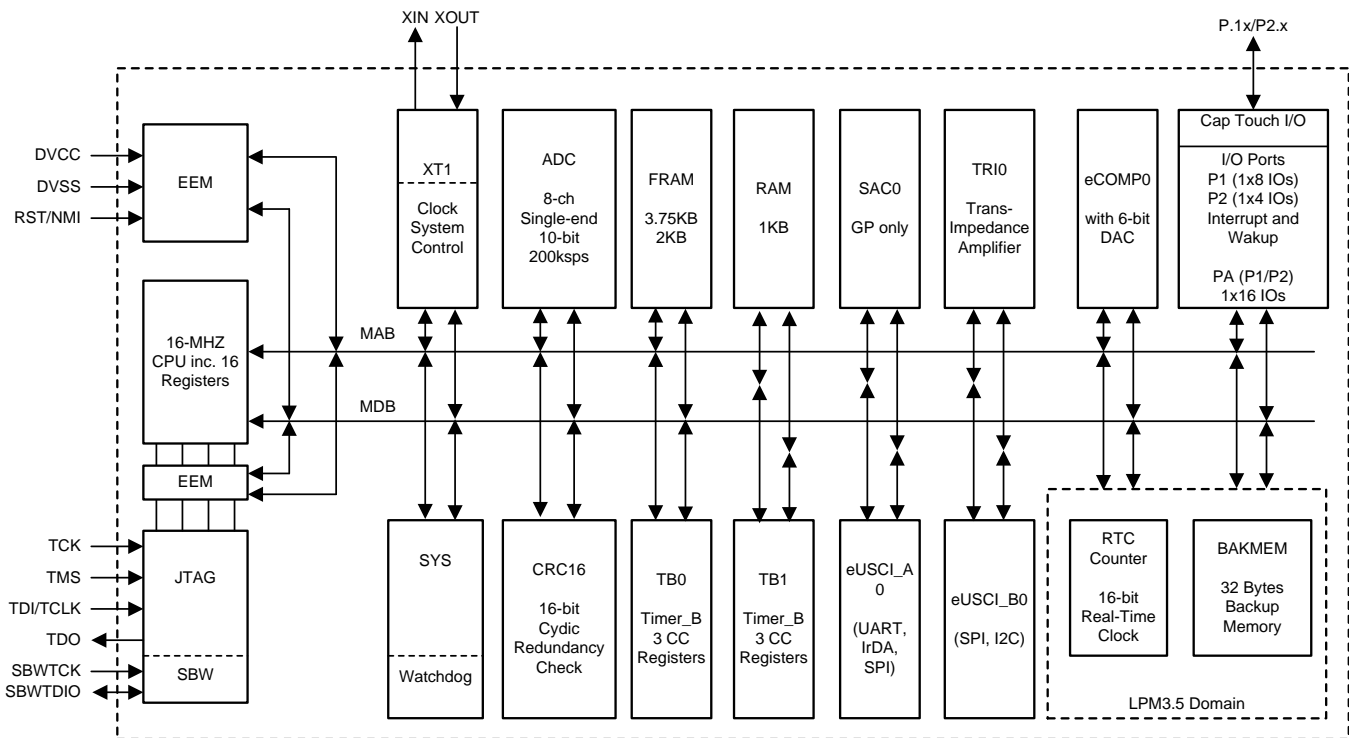 XIN XOUT
P.1x/P2.x
DVCC
DVSS
RST/NMI
EEM
XT1
Clock
System
Control
ADC
8-ch
Single-end
10-bit
200ksps
FRAM
3.75KB
2KB
RAM
1KB
SAC0
GP only
TRI0
Trans-
Impedance
Amplifier
eCOMP0
with 6-bit
DAC
Cap Touch I/O
I/O Ports
P1 (1x8 IOs)
P2 (1x4 IOs)
Interrupt and
Wakup
PA (P1/P2)
1x16 IOs
16-MHZ
CPU inc. 16
Registers
MAB
MDB
EEM
TCK
TMS
TDI/TCLK
TDO
SBWTCK
SBWTDIO
JTAG
SBW
SYS
Watchdog
CRC16
16-bit
Cydic
Redundancy
Check
TB0
Timer_B
3 CC
Registers
TB1
Timer_B
3 CC
Registers
eUSCI_A
0
(UART,
IrDA,
SPI)
eUSCI_B0
(SPI, I2C)
RTC
Counter
16-bit
Real-Time
Clock
BAKMEM
32 Bytes
Backup
Memory
LPM3.5 Domain